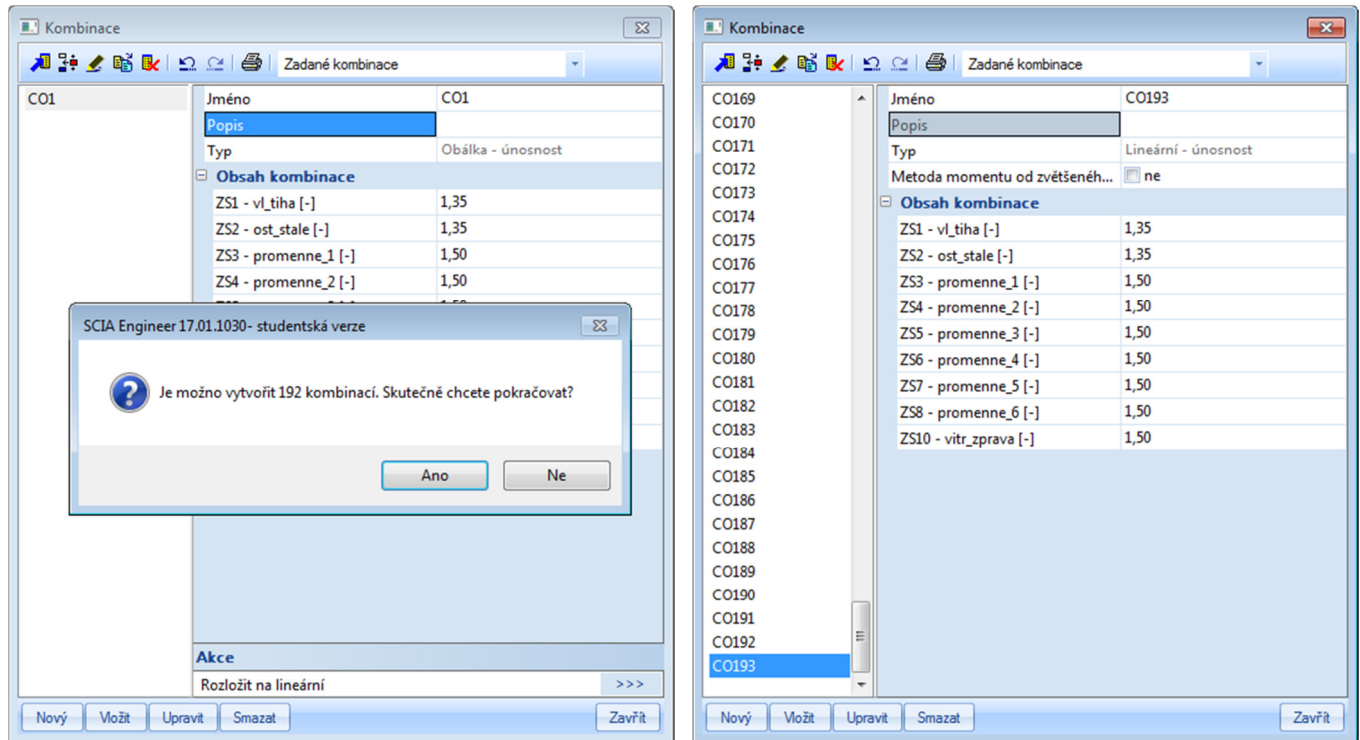 Kombinace
Zadané kombinace
CO1
Jméno CO1
Popis
Typ Obálka - únosnost
Obsah kombinace
ZS1 - vl_tiha [-] 1,35
ZS2 - ost_stale [-] 1,35
ZS3 - promenne_1 [-] 1,50
ZS4 - promenne_2 [-] 1,50
SCIA Engineer 17.01.1030- studentská verze
Je možno vytvořit 192 kombinací. Skutečně chcete pokračovat?
Ano Ne
Akce
Rozložit na lineární >>>
Nový Vložit Upravit Smazat Zavřít
Kombinace
Zadané kombinace
CO169
CO170
CO171
CO172
CO173
CO174
CO175
CO176
CO177
CO178
CO179
CO180
CO181
CO182
CO183
CO184
CO185
CO186
CO187
CO188
CO189
CO190
CO191
CO192
CO193
Jméno CO193
Popis
Typ Lineární - únosnost
Metoda momentu od zvětšenéh... ne
Obsah kombinace
ZS1 - vl_tiha [-] 1,35
ZS2 - ost_stale [-] 1,35
ZS3 - promenne_1 [-] 1,50
ZS4 - promenne_2 [-] 1,50
ZS5 - promenne_3 [-] 1,50
ZS6 - promenne_4 [-] 1,50
ZS7 - promenne_5 [-] 1,50
ZS8 - promenne_6 [-] 1,50
ZS10 - vitr_zprava [-] 1,50
Nový Vložit Upravit Smazat Zavřít